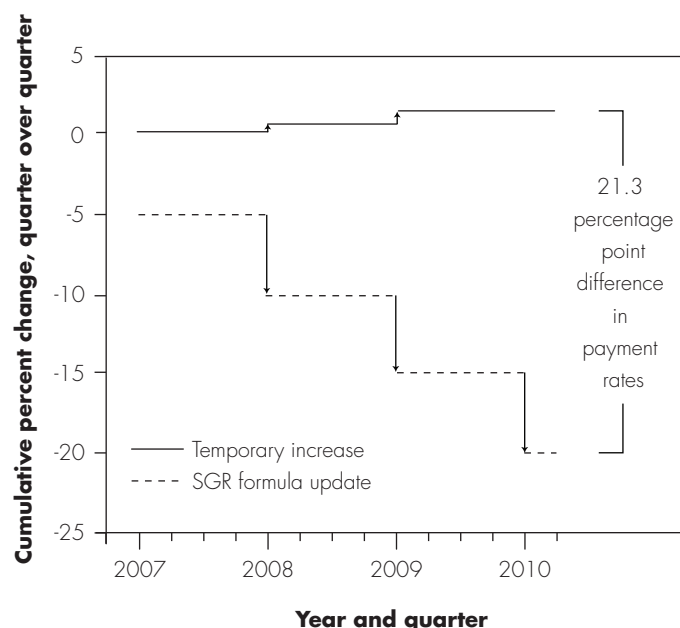 Cumulative percent change, quarter over quarter
5
0
-5
-10
-15
-20
-25
21.3
percentage
point
difference
in
payment
rates
Temporary increase
SGR formula update
2007 2008 2009 2010
Year and quarter